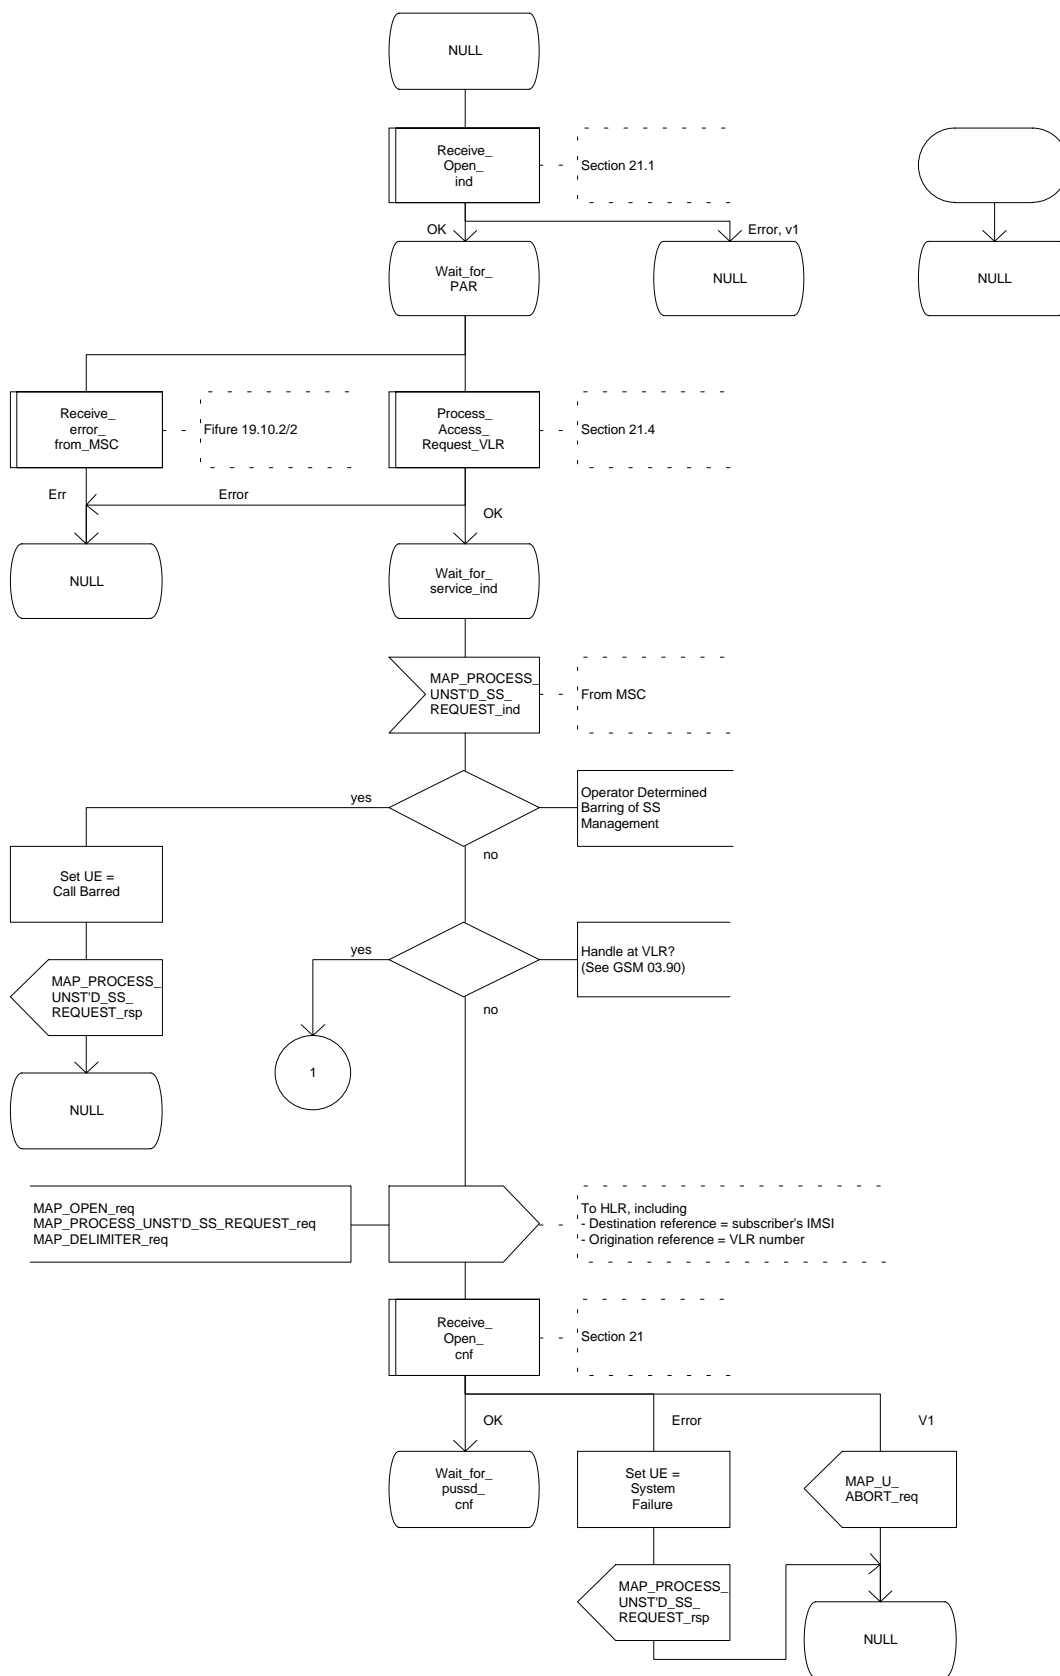 NULL
Receive_
Open_
ind
Section 21.1
OK
Error, v1
Wait_for_
PAR
NULL
NULL
Receive_
error_
from_MSC
Fifure 19.10.2/2
Process_
Access_
Request_VLR
Section 21.4
Err
Error
OK
NULL
Wait_for_
service_ind
MAP_PROCESS_
UNST'D_SS_
REQUEST_ind
From MSC
yes
Operator Determined
Barring of SS
Management
no
Set UE =
Call Barred
yes
Handle at VLR?
(See GSM 03.90)
no
MAP_PROCESS_
UNST'D_SS_
REQUEST_rsp
1
NULL
MAP_OPEN_req
MAP_PROCESS_UNST'D_SS_REQUEST_req
MAP_DELIMITER_req
To HLR, including
- Destination reference = subscriber's IMSI
- Origination reference = VLR number
Receive_
Open_
cnf
Section 21
OK
Error
V1
Wait_for_
pussd_
cnf
Set UE =
System
Failure
MAP_U_
ABORT_req
MAP_PROCESS_
UNST'D_SS_
REQUEST_rsp
NULL